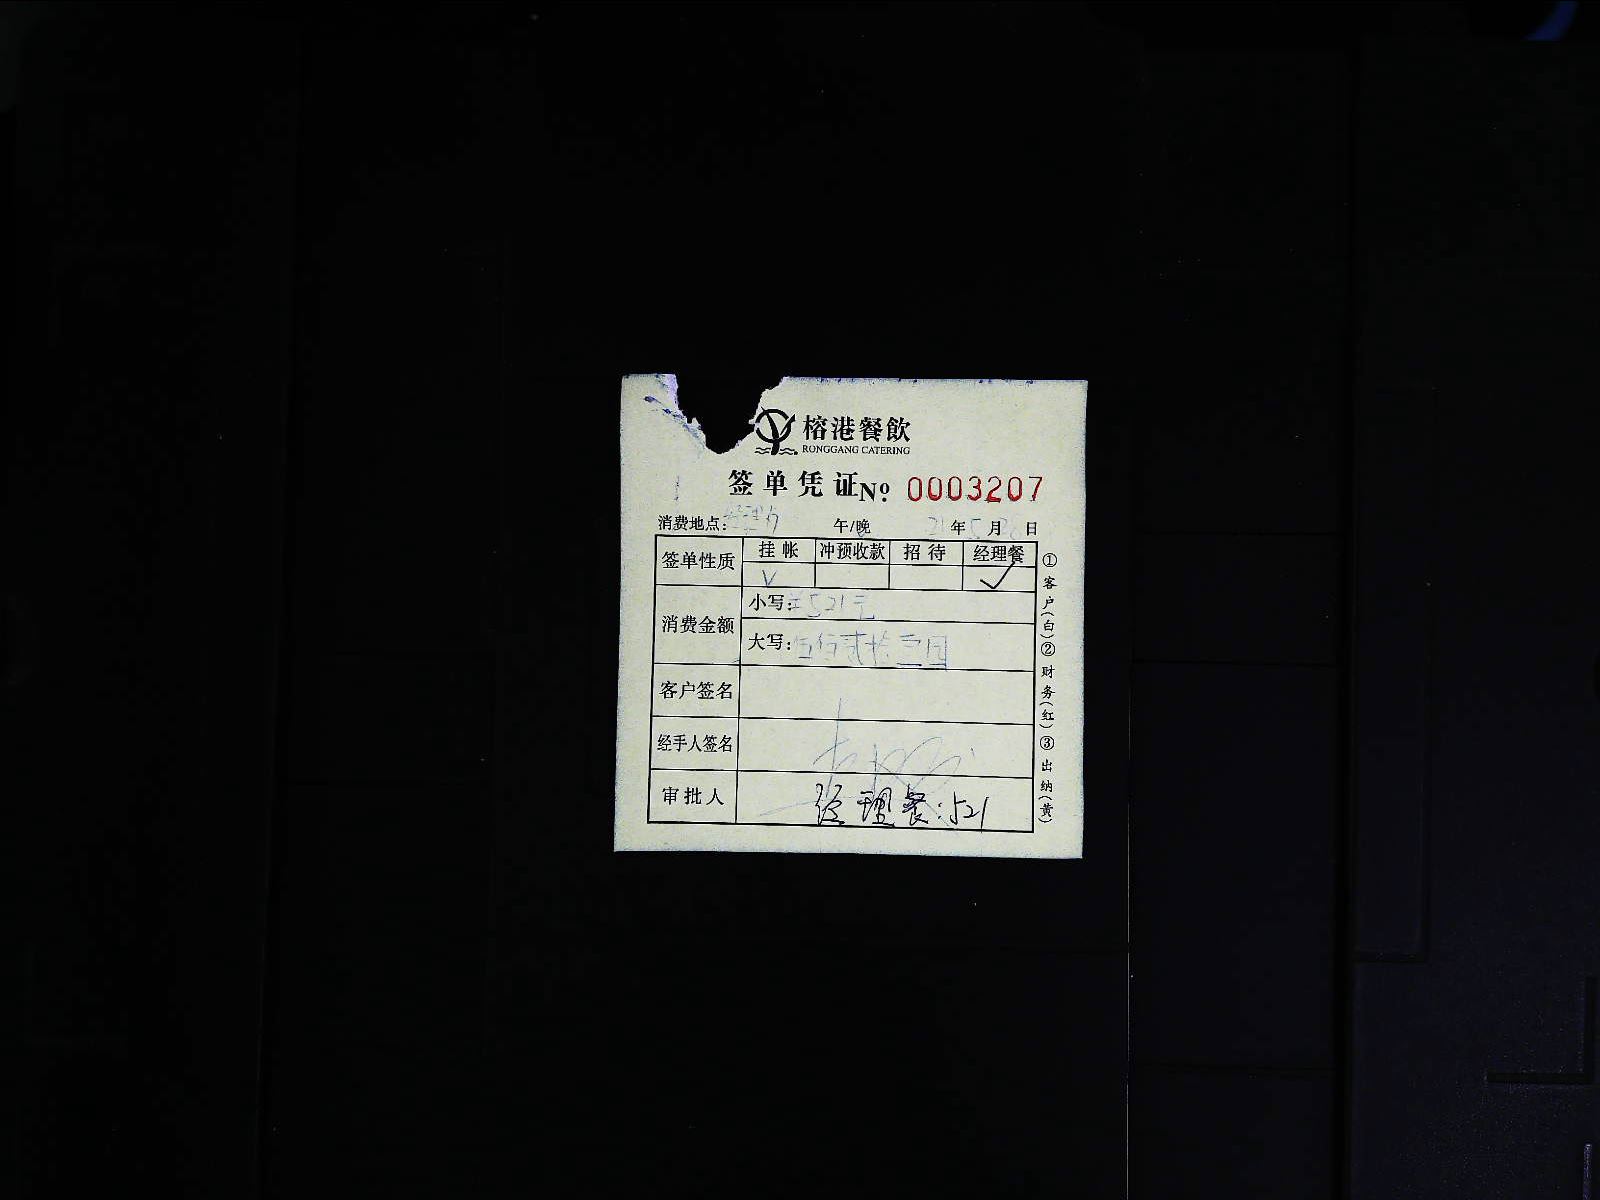 榕港餐飲
RONGGANG CATERING
签单凭证 No 0003207
消费地点: 午/晚 21年5月 日
签单性质 挂帐 冲预收款 招待 经理餐
✓ ✓
消费金额 小写:¥521元
大写:伍佰贰拾壹圆
客户签名
经手人签名
审批人 经理餐:521
①客户(白)②财务(红)③出纳(黄)